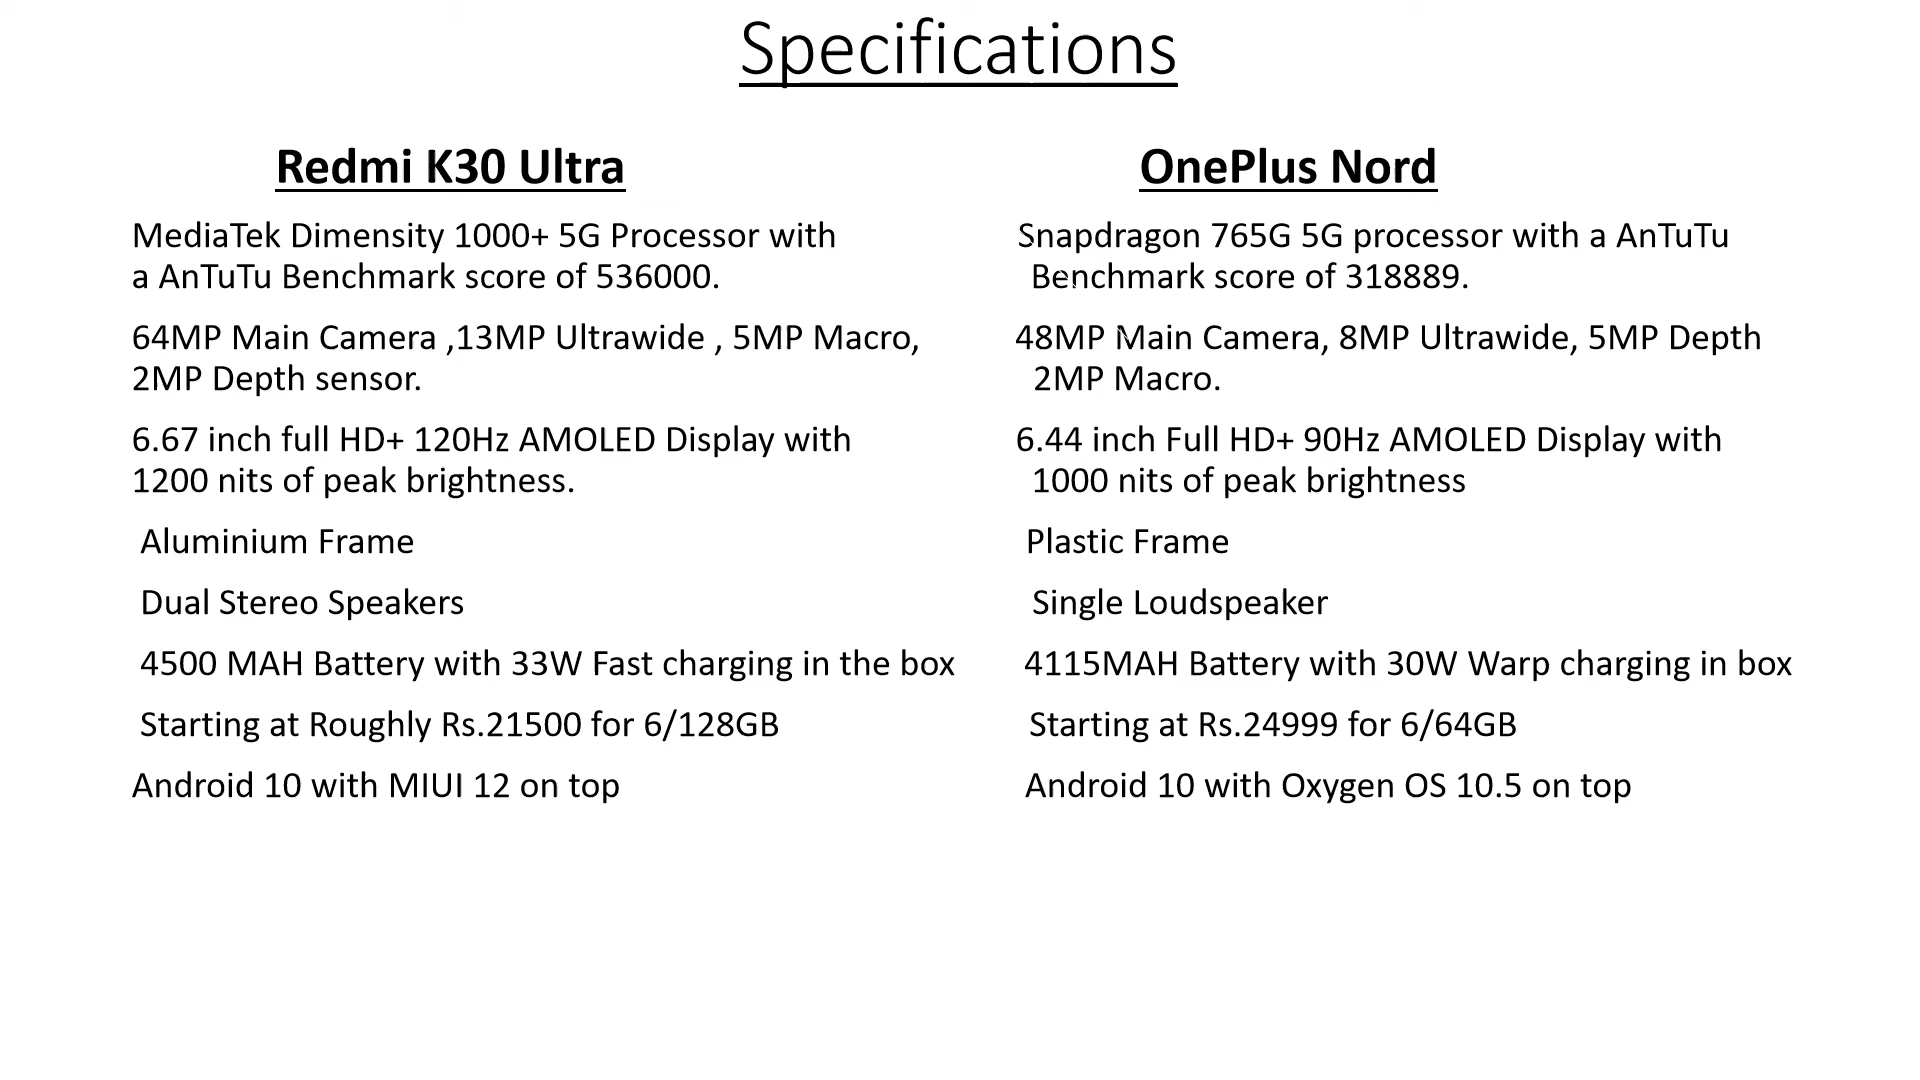 Specifications
Redmi K30 Ultra
MediaTek Dimensity 1000+ 5G Processor with
a AnTuTu Benchmark score of 536000.
64MP Main Camera ,13MP Ultrawide , 5MP Macro,
2MP Depth sensor.
6.67 inch full HD+ 120Hz AMOLED Display with
1200 nits of peak brightness.
Aluminium Frame
Dual Stereo Speakers
4500 MAH Battery with 33W Fast charging in the box
Starting at Roughly Rs.21500 for 6/128GB
Android 10 with MIUI 12 on top
OnePlus Nord
Snapdragon 765G 5G processor with a AnTuTu
Benchmark score of 318889.
48MP Main Camera, 8MP Ultrawide, 5MP Depth
2MP Macro.
6.44 inch Full HD+ 90Hz AMOLED Display with
1000 nits of peak brightness
Plastic Frame
Single Loudspeaker
4115MAH Battery with 30W Warp charging in box
Starting at Rs.24999 for 6/64GB
Android 10 with Oxygen OS 10.5 on top